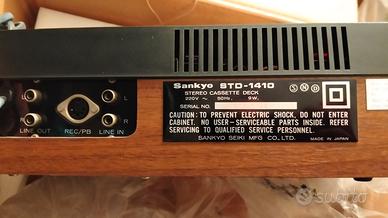 Sankyo STD-1410
STEREO CASSETTE DECK
220V ~ 50Hz, 9W.
SERIAL NO.
CAUTION: TO PREVENT ELECTRIC SHOCK, DO NOT ENTER
CABINET. NO USER-SERVICEABLE PARTS INSIDE. REFER
SERVICING TO QUALIFIED SERVICE PERSONNEL.
SANKYO SEIKI MFG. CO., LTD. MADE IN JAPAN
L L
R R
LINE OUT REC/PB LINE IN
subito